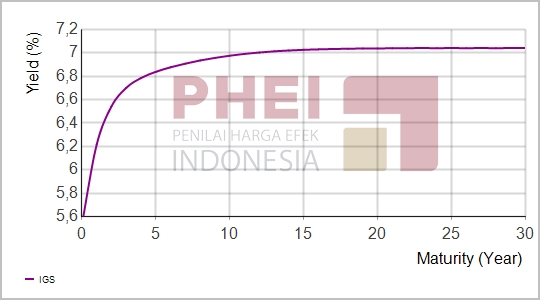 Yield (%)
7,2
7
6,8
6,6
6,4
6,2
6
5,8
5,6
PHEI
PENILAI HARGA EFEK
INDONESIA
0 5 10 15 20 25 30
Maturity (Year)
IGS